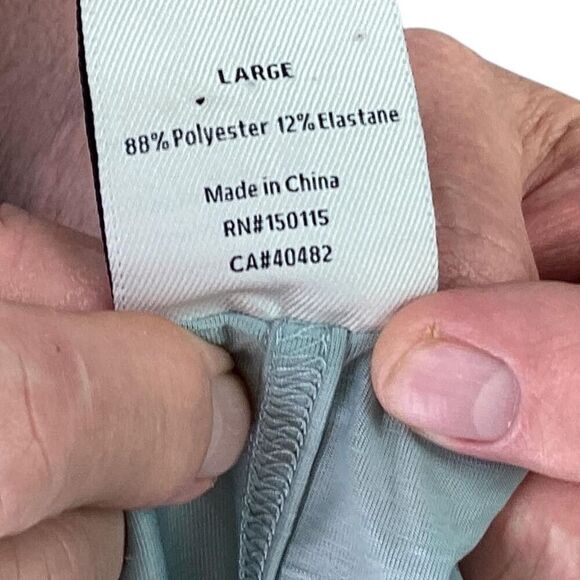 LARGE
88% Polyester 12% Elastane
Made in China
RN#150115
CA#40482